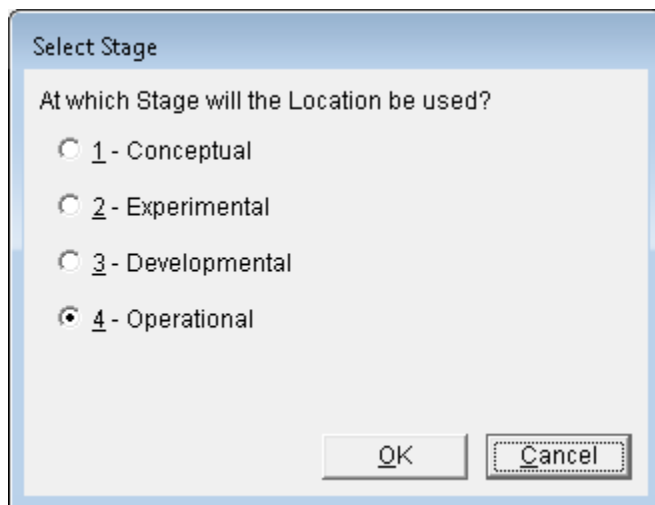 Select Stage
At which Stage will the Location be used?
1 - Conceptual
2 - Experimental
3 - Developmental
4 - Operational
OK Cancel